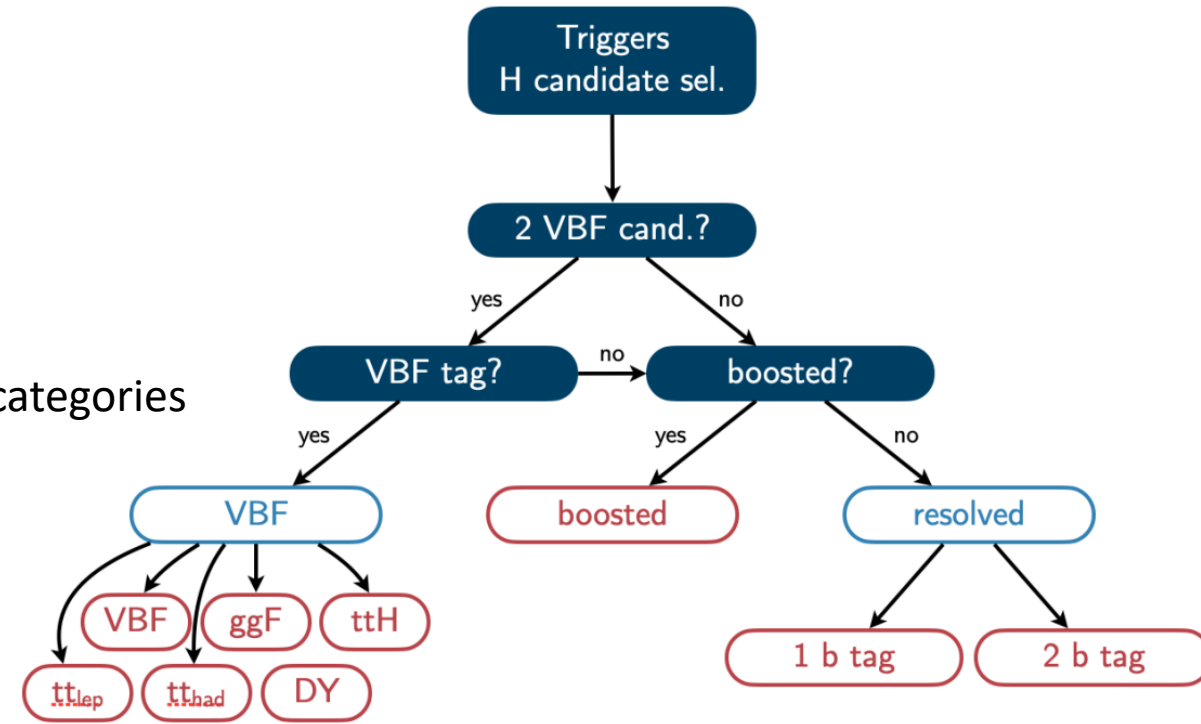 Triggers
H candidate sel.
2 VBF cand.?
yes
no
VBF tag?
no
boosted?
categories
yes
yes
no
VBF
boosted
resolved
VBF
ggF
ttH
1 b tag
2 b tag
tt_lep
tt_had
DY